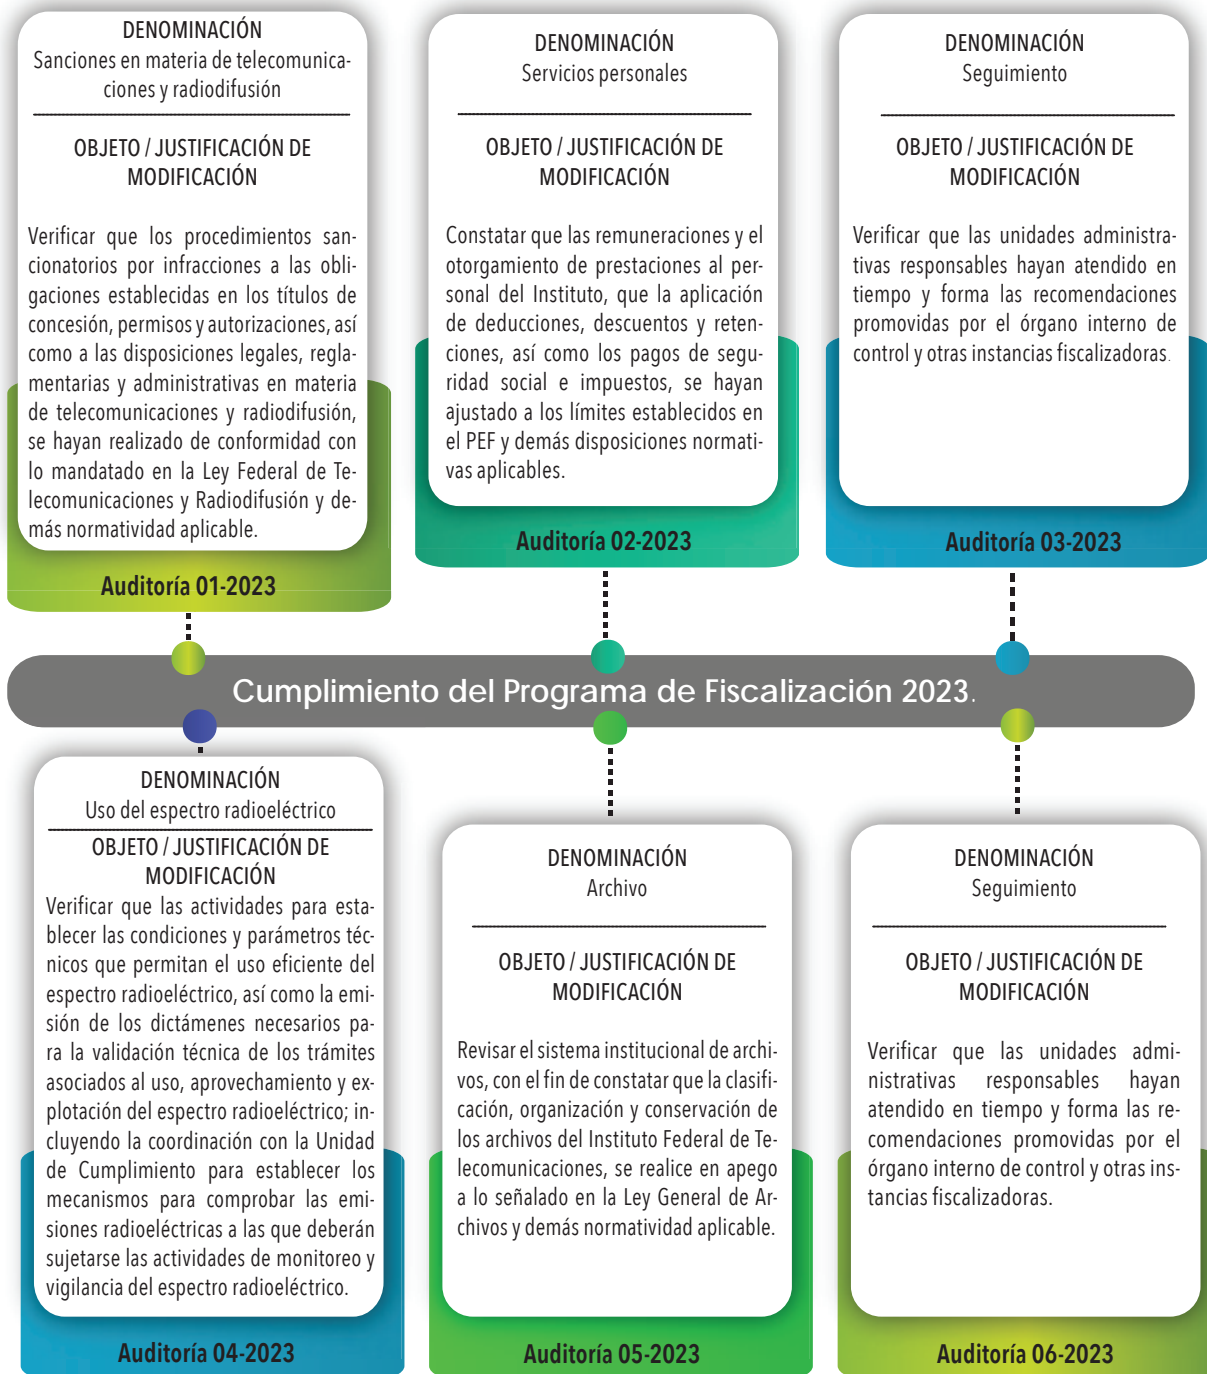 DENOMINACIÓN
Sanciones en materia de telecomunica-
ciones y radiodifusión
OBJETO / JUSTIFICACIÓN DE
MODIFICACIÓN
Verificar que los procedimientos san-
cionatorios por infracciones a las obli-
gaciones establecidas en los títulos de
concesión, permisos y autorizaciones, así
como a las disposiciones legales, regla-
mentarias y administrativas en materia
de telecomunicaciones y radiodifusión,
se hayan realizado de conformidad con
lo mandatado en la Ley Federal de Te-
lecomunicaciones y Radiodifusión y de-
más normatividad aplicable.
Auditoría 01-2023
DENOMINACIÓN
Servicios personales
OBJETO / JUSTIFICACIÓN DE
MODIFICACIÓN
Constatar que las remuneraciones y el
otorgamiento de prestaciones al per-
sonal del Instituto, que la aplicación
de deducciones, descuentos y reten-
ciones, así como los pagos de segu-
ridad social e impuestos, se hayan
ajustado a los límites establecidos en
el PEF y demás disposiciones normati-
vas aplicables.
Auditoría 02-2023
DENOMINACIÓN
Seguimiento
OBJETO / JUSTIFICACIÓN DE
MODIFICACIÓN
Verificar que las unidades administra-
tivas responsables hayan atendido en
tiempo y forma las recomendaciones
promovidas por el órgano interno de
control y otras instancias fiscalizadoras.
Auditoría 03-2023
Cumplimiento del Programa de Fiscalización 2023.
DENOMINACIÓN
Uso del espectro radioeléctrico
OBJETO / JUSTIFICACIÓN DE
MODIFICACIÓN
Verificar que las actividades para esta-
blecer las condiciones y parámetros téc-
nicos que permitan el uso eficiente del
espectro radioeléctrico, así como la emi-
sión de los dictámenes necesarios pa-
ra la validación técnica de los trámites
asociados al uso, aprovechamiento y ex-
plotación del espectro radioeléctrico; in-
cluyendo la coordinación con la Unidad
de Cumplimiento para establecer los
mecanismos para comprobar las emi-
siones radioeléctricas a las que deberán
sujetarse las actividades de monitoreo y
vigilancia del espectro radioeléctrico.
Auditoría 04-2023
DENOMINACIÓN
Archivo
OBJETO / JUSTIFICACIÓN DE
MODIFICACIÓN
Revisar el sistema institucional de archi-
vos, con el fin de constatar que la clasifi-
cación, organización y conservación de
los archivos del Instituto Federal de Te-
lecomunicaciones, se realice en apego
a lo señalado en la Ley General de Ar-
chivos y demás normatividad aplicable.
Auditoría 05-2023
DENOMINACIÓN
Seguimiento
OBJETO / JUSTIFICACIÓN DE
MODIFICACIÓN
Verificar que las unidades admi-
nistrativas responsables hayan
atendido en tiempo y forma las re-
comendaciones promovidas por el
órgano interno de control y otras ins-
tancias fiscalizadoras.
Auditoría 06-2023